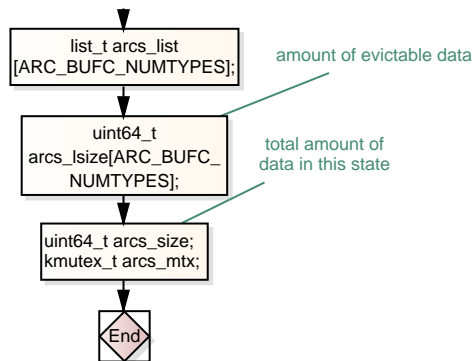 list_t arcs_list
[ARC_BUFC_NUMTYPES];
amount of evictable data
uint64_t
arcs_lsize[ARC_BUFC_
NUMTYPES];
total amount of
data in this state
uint64_t arcs_size;
kmutex_t arcs_mtx;
End